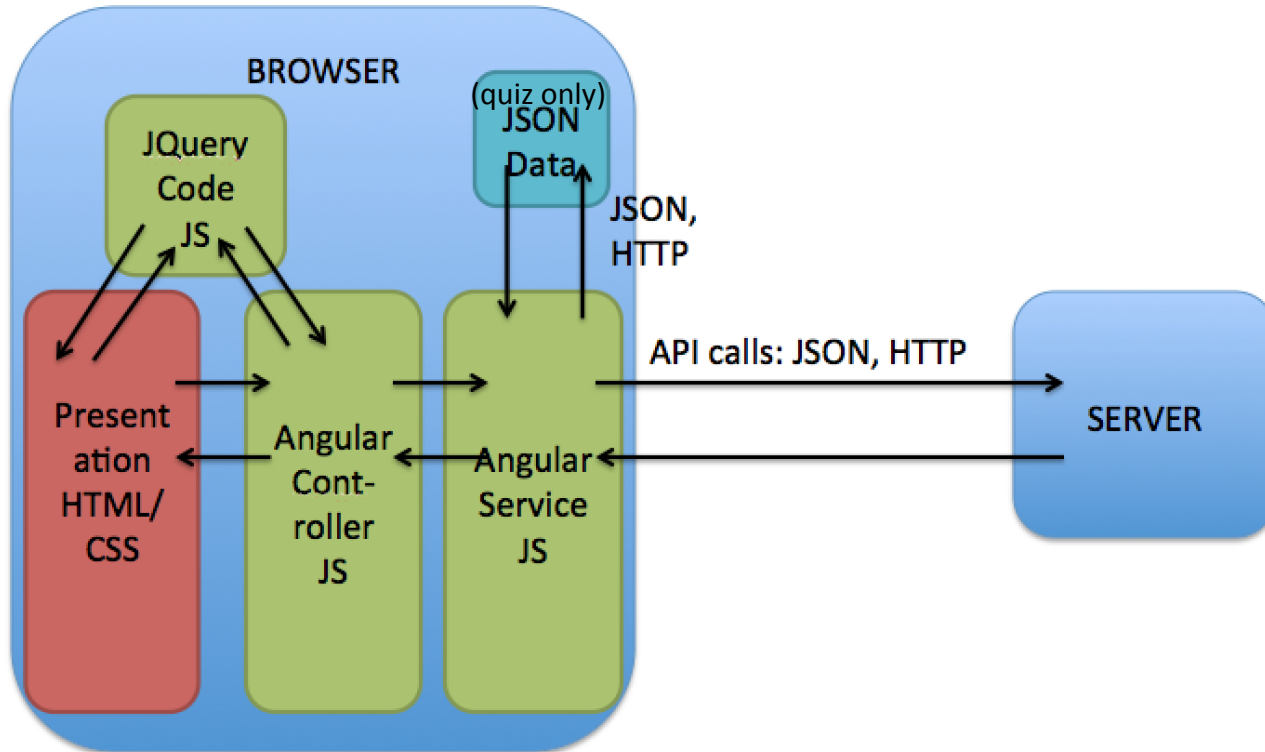 BROWSER
(quiz only)
JSON
Data
JQuery
Code
JS
JSON,
HTTP
API calls: JSON, HTTP
SERVER
Present
ation
HTML/
CSS
Angular
Cont-
roller
JS
Angular
Service
JS